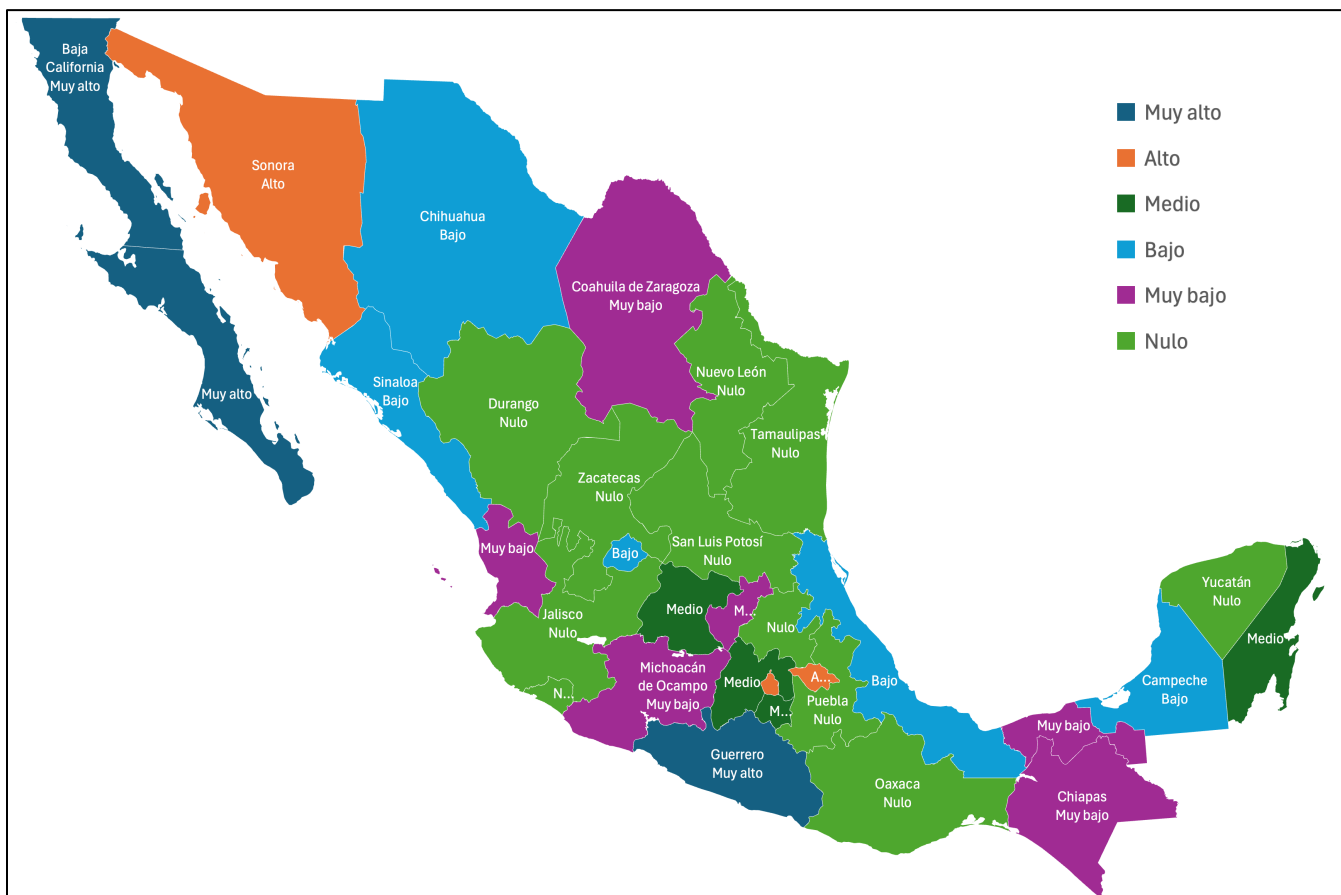 Baja
California
Muy alto
Sonora
Alto
Chihuahua
Bajo
Coahuila de Zaragoza
Muy bajo
Muy alto
Alto
Medio
Bajo
Muy bajo
Nulo
Muy alto
Sinaloa
Bajo
Durango
Nulo
Nuevo León
Nulo
Tamaulipas
Nulo
Zacatecas
Nulo
San Luis Potosí
Nulo
Muy bajo
Bajo
Jalisco
Nulo
Medio
M...
Nulo
N...
Michoacán
de Ocampo
Muy bajo
Medio
M...
A...
Puebla
Nulo
Bajo
Guerrero
Muy alto
Oaxaca
Nulo
Muy bajo
Chiapas
Muy bajo
Campeche
Bajo
Yucatán
Nulo
Medio